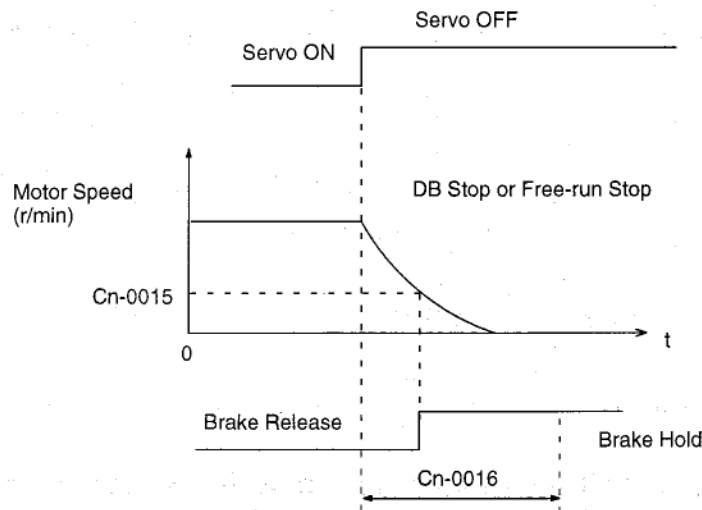 Servo OFF
Servo ON
Motor Speed
(r/min)
DB Stop or Free-run Stop
Cn-0015
0
t
Brake Release
Brake Hold
Cn-0016